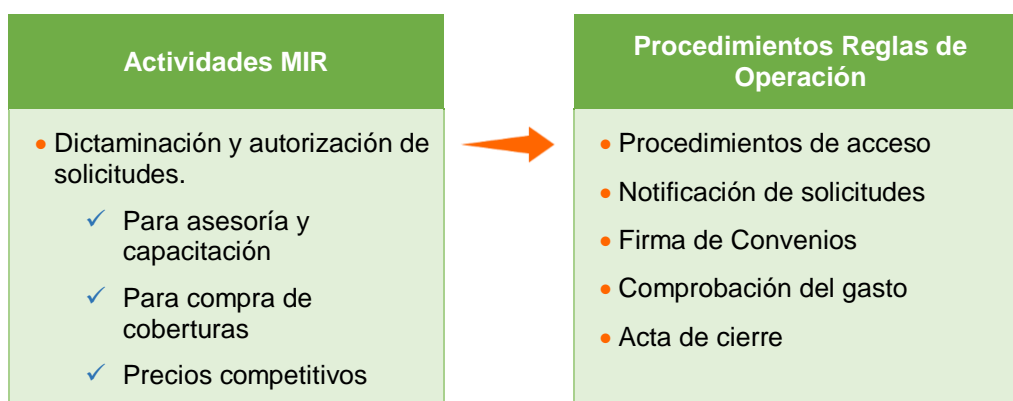 Actividades MIR
• Dictaminación y autorización de
solicitudes.
✓ Para asesoría y
capacitación
✓ Para compra de
coberturas
✓ Precios competitivos
Procedimientos Reglas de
Operación
• Procedimientos de acceso
• Notificación de solicitudes
• Firma de Convenios
• Comprobación del gasto
• Acta de cierre